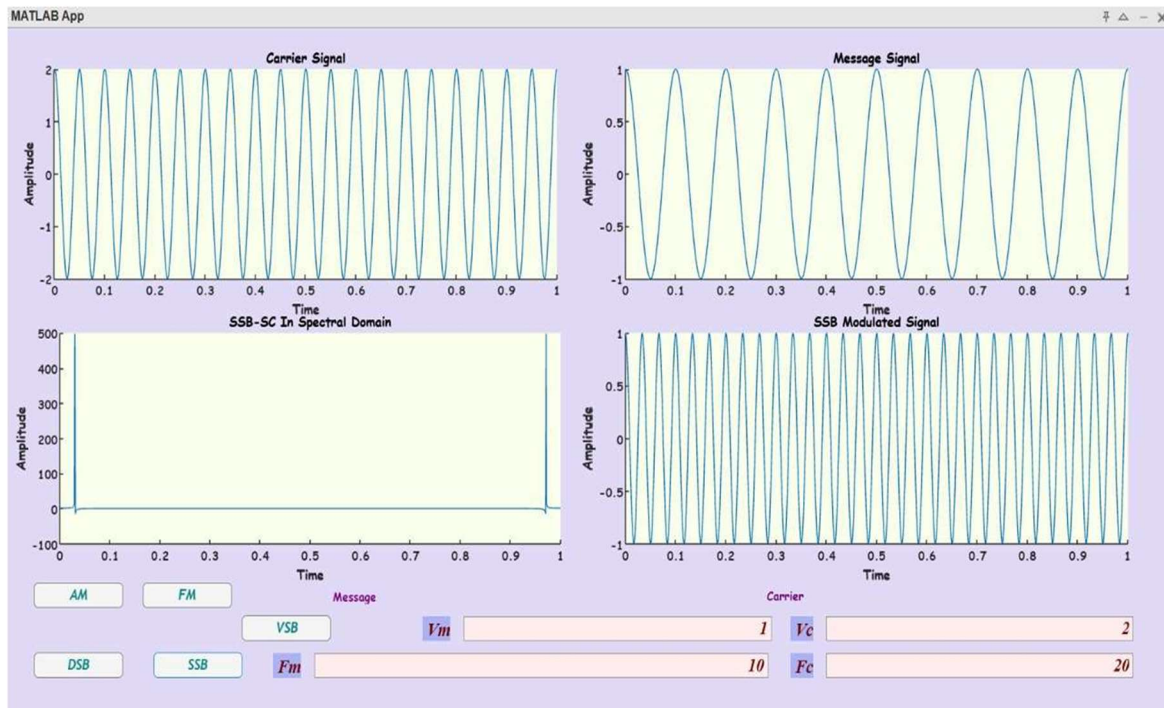 MATLAB App
Carrier Signal
2
1
0
-1
-2
Amplitude
0 0.1 0.2 0.3 0.4 0.5 0.6 0.7 0.8 0.9 1
Time
Message Signal
1
0.5
0
-0.5
-1
Amplitude
0 0.1 0.2 0.3 0.4 0.5 0.6 0.7 0.8 0.9 1
Time
SSB-SC In Spectral Domain
500
400
300
200
100
0
-100
Amplitude
0 0.1 0.2 0.3 0.4 0.5 0.6 0.7 0.8 0.9 1
Time
SSB Modulated Signal
1
0.5
0
-0.5
-1
Amplitude
0 0.1 0.2 0.3 0.4 0.5 0.6 0.7 0.8 0.9 1
Time
AM FM Message Carrier
VSB Vm 1 Vc 2
DSB SSB Fm 10 Fc 20